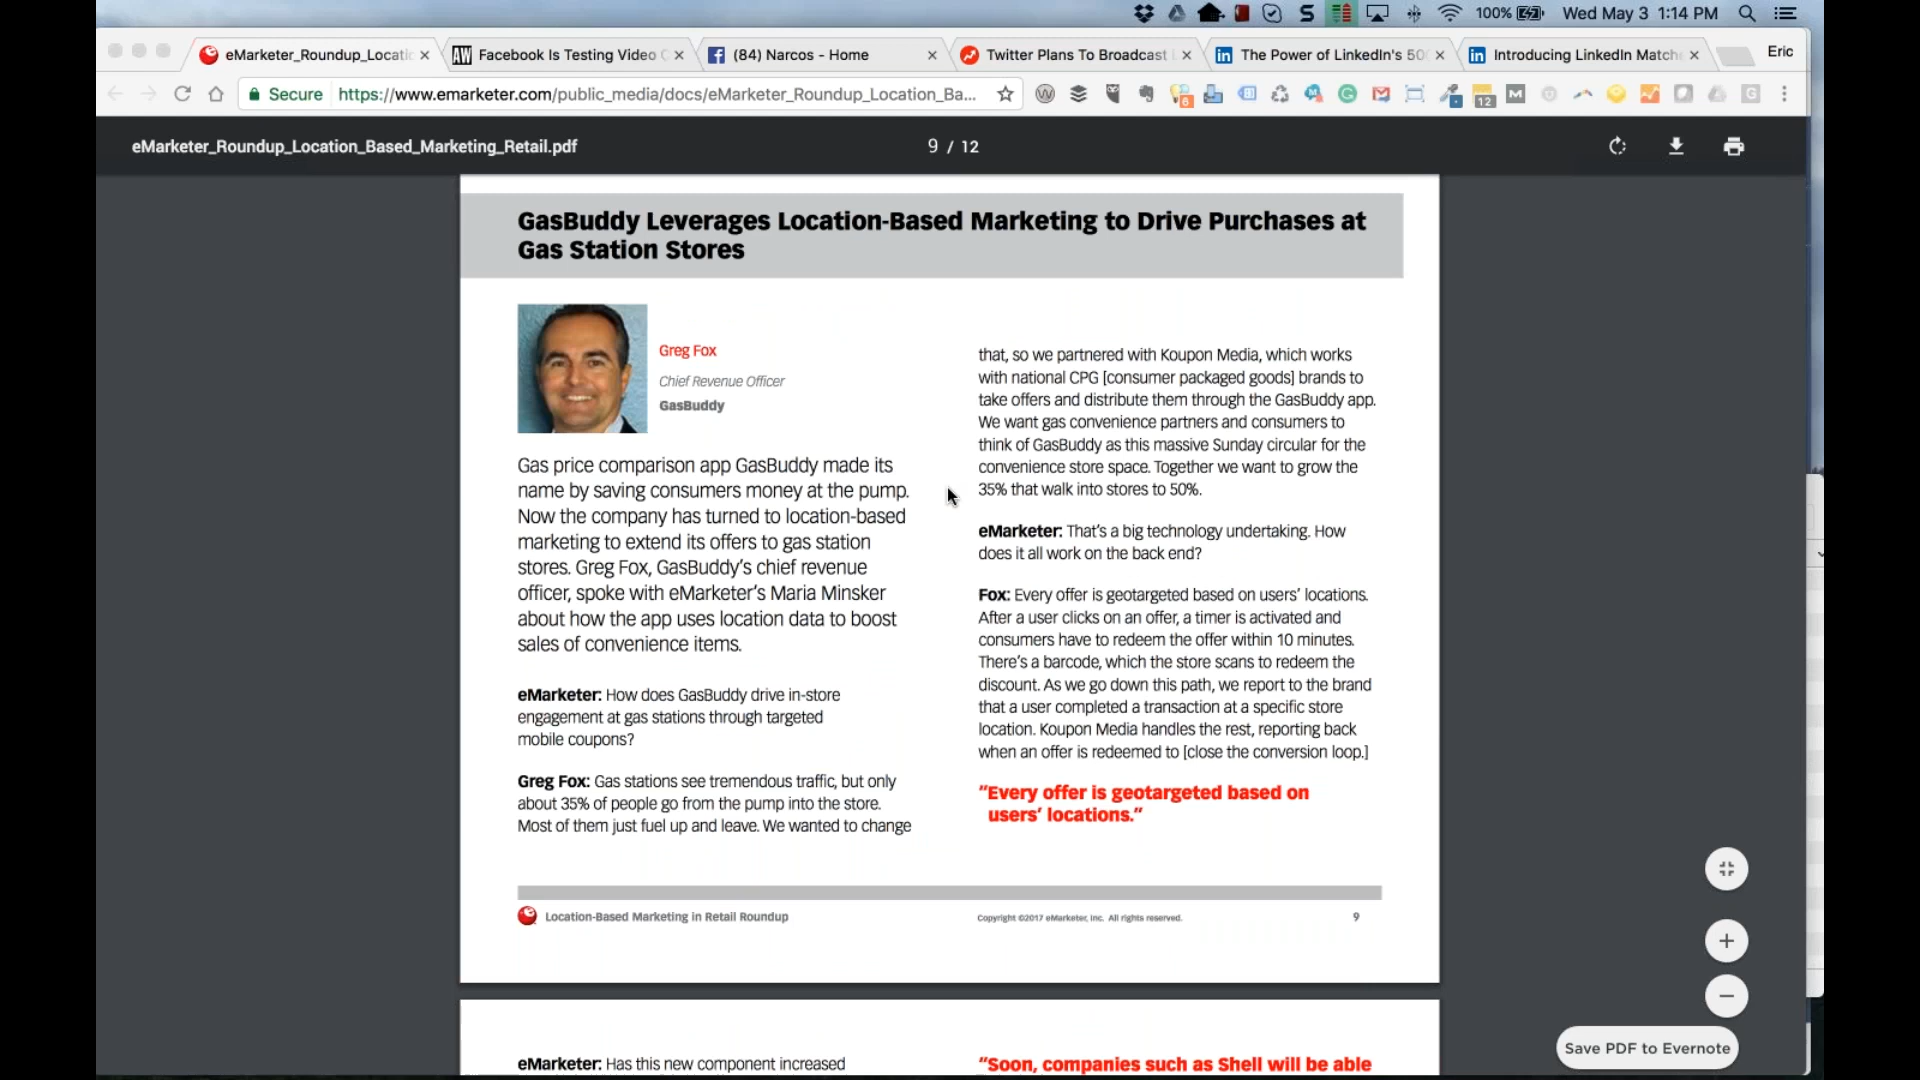 100%
Wed May 3 1:14 PM
eMarketer_Roundup_Locatic
Facebook Is Testing Video C
(84) Narcos - Home
Twitter Plans To Broadcast
The Power of LinkedIn's 50
Introducing LinkedIn Match
Eric
Secure
https://www.emarketer.com/public_media/docs/eMarketer_Roundup_Location_Ba...
eMarketer_Roundup_Location_Based_Marketing_Retail.pdf
9 / 12
GasBuddy Leverages Location-Based Marketing to Drive Purchases at
Gas Station Stores
Greg Fox
Chief Revenue Officer
GasBuddy
Gas price comparison app GasBuddy made its
name by saving consumers money at the pump.
Now the company has turned to location-based
marketing to extend its offers to gas station
stores. Greg Fox, GasBuddy's chief revenue
officer, spoke with eMarketer's Maria Minsker
about how the app uses location data to boost
sales of convenience items.
eMarketer: How does GasBuddy drive in-store
engagement at gas stations through targeted
mobile coupons?
Greg Fox: Gas stations see tremendous traffic, but only
about 35% of people go from the pump into the store.
Most of them just fuel up and leave. We wanted to change
that, so we partnered with Koupon Media, which works
with national CPG [consumer packaged goods] brands to
take offers and distribute them through the GasBuddy app.
We want gas convenience partners and consumers to
think of GasBuddy as this massive Sunday circular for the
convenience store space. Together we want to grow the
35% that walk into stores to 50%.
eMarketer: That's a big technology undertaking. How
does it all work on the back end?
Fox: Every offer is geotargeted based on users' locations.
After a user clicks on an offer, a timer is activated and
consumers have to redeem the offer within 10 minutes.
There's a barcode, which the store scans to redeem the
discount. As we go down this path, we report to the brand
that a user completed a transaction at a specific store
location. Koupon Media handles the rest, reporting back
when an offer is redeemed to [close the conversion loop.]
"Every offer is geotargeted based on
users' locations."
Location-Based Marketing in Retail Roundup
Copyright ©2017 eMarketer, Inc. All rights reserved.
9
eMarketer: Has this new component increased
"Soon, companies such as Shell will be able
Save PDF to Evernote